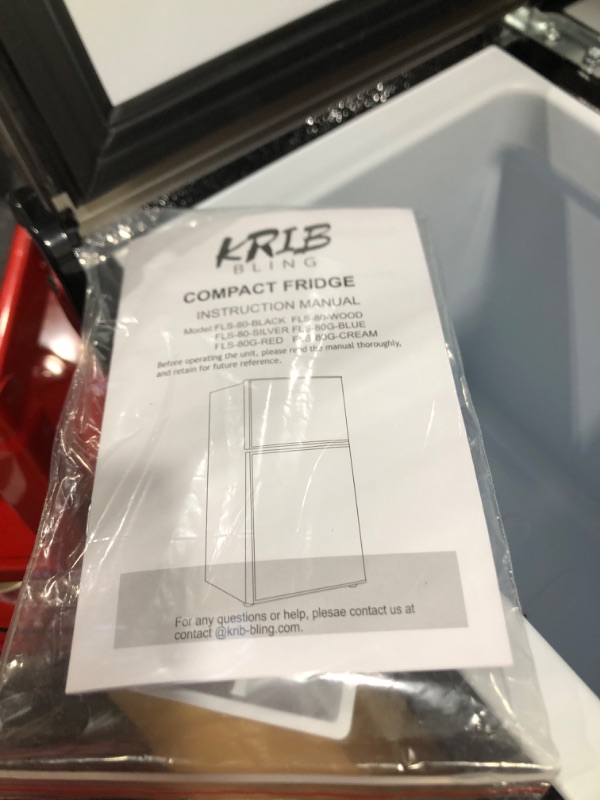 KRIB
BLING
COMPACT FRIDGE
INSTRUCTION MANUAL
Model:FLS-80-BLACK FLS-80-WOOD
FLS-80-SILVER FLS-80G-BLUE
FLS-80G-RED FLS-80G-CREAM
Before operating the unit, please read the manual thoroughly,
and retain for future reference.
For any questions or help, plesae contact us at
contact @krib-bling.com.